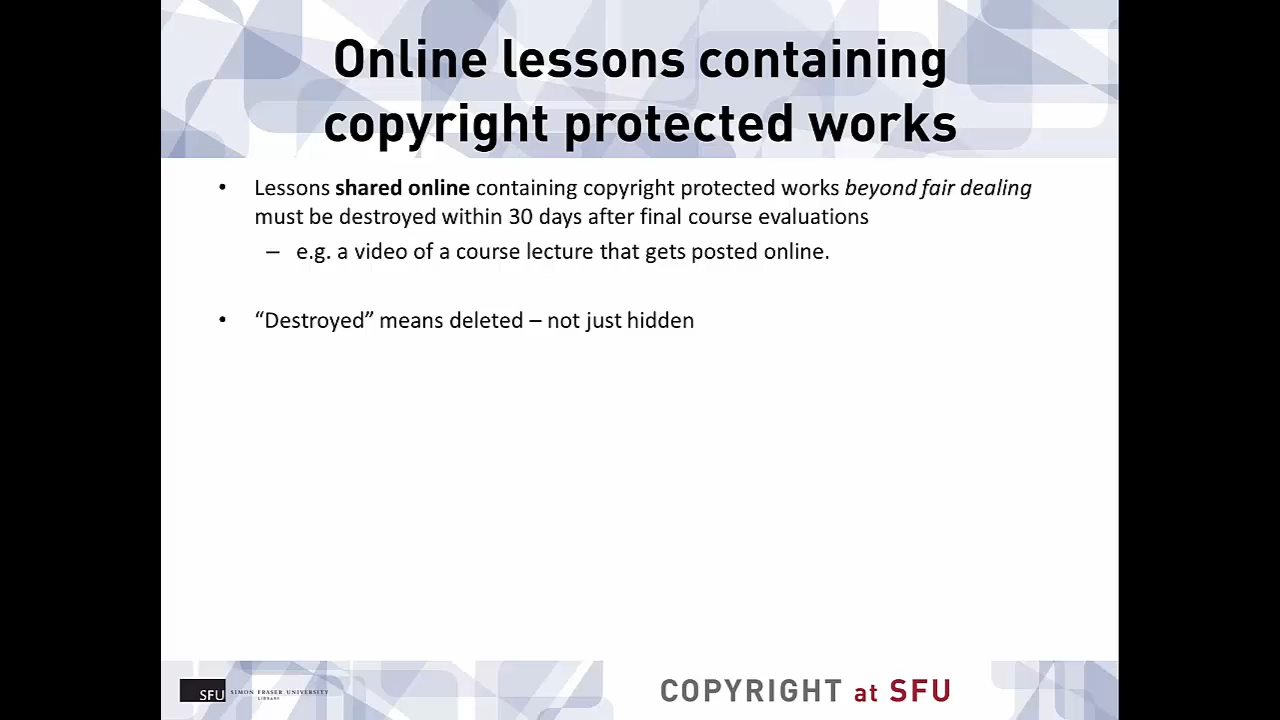 Online lessons containing
copyright protected works
• Lessons shared online containing copyright protected works beyond fair dealing
must be destroyed within 30 days after final course evaluations
– e.g. a video of a course lecture that gets posted online.
• “Destroyed” means deleted – not just hidden
SFU SIMON FRASER UNIVERSITY
LIBRARY
COPYRIGHT at SFU